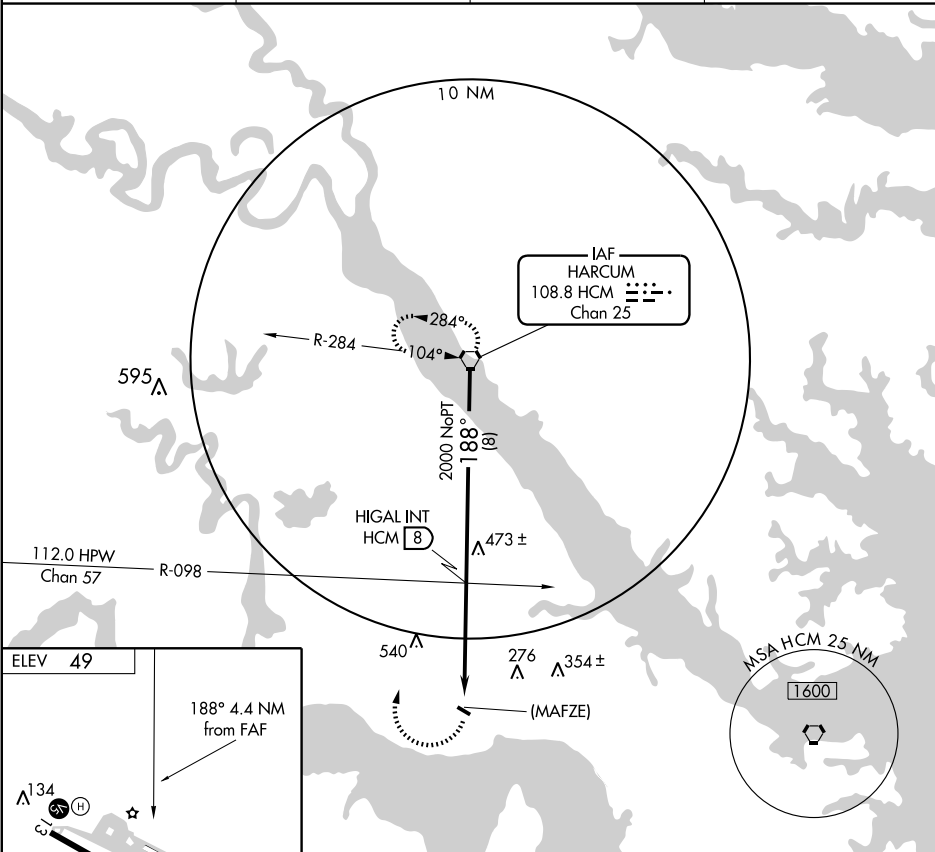 10 NM
IAF
HARCUM
108.8 HCM
Chan 25
R-284
284°
104°
595
2000 NoPT
188°
(8)
HIGAL INT
HCM 8
473 ±
112.0 HPW
Chan 57
R-098
540
276
354 ±
(MAFZE)
MSA HCM 25 NM
1600
ELEV 49
188° 4.4 NM
from FAF
134
V5
H
13